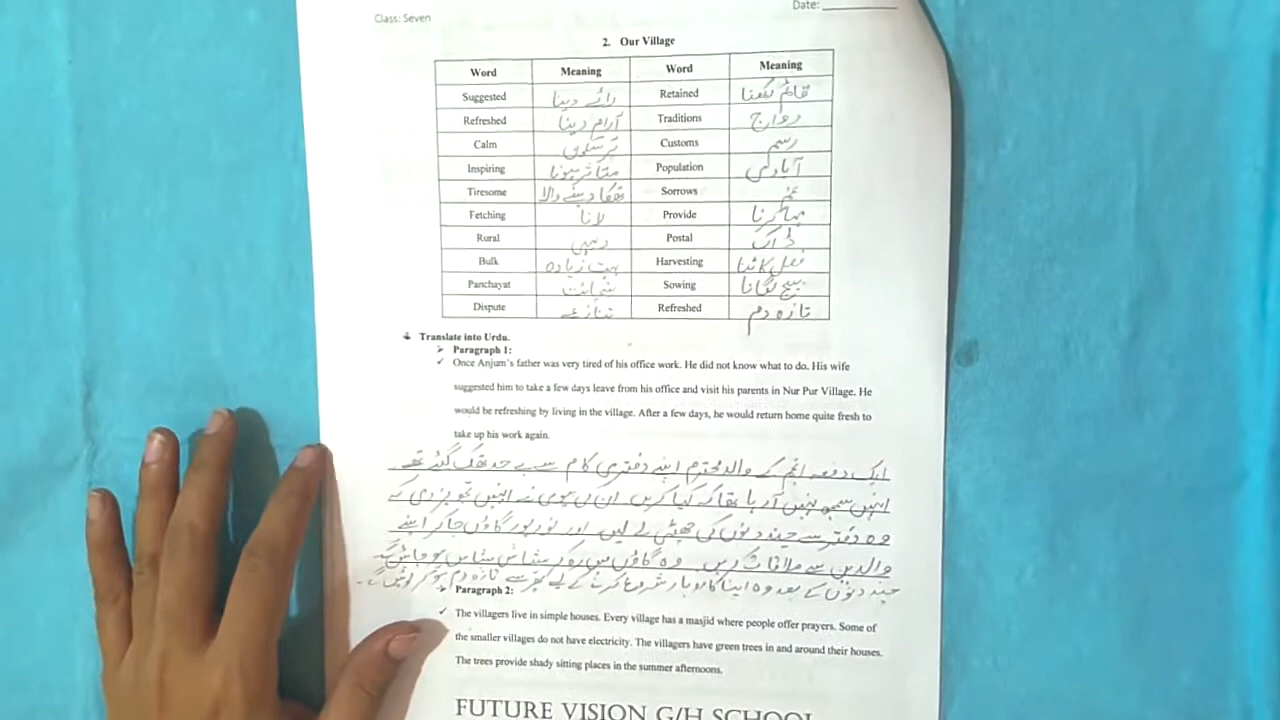 Class: Seven
Date: ________
2. Our Village
Word Meaning Word Meaning
Suggested رائے دینا Retained قائم رکھنا
Refreshed آرام دینا Traditions رواج
Calm پرسکون Customs رسم
Inspiring متاثر ہونا Population آبادی
Tiresome تھکا دینے والا Sorrows غم
Fetching لانا Provide مہیا کرنا
Rural دیہی Postal ڈاک
Bulk بہت زیادہ Harvesting فصل کاٹنا
Panchayat پنچائت Sowing بیج لگانا
Dispute تنازعے Refreshed تازہ دم
Translate into Urdu.
➢ Paragraph 1:
✓ Once Anjum's father was very tired of his office work. He did not know what to do. His wife
suggested him to take a few days leave from his office and visit his parents in Nur Pur Village. He
would be refreshing by living in the village. After a few days, he would return home quite fresh to
take up his work again.
ایک دفعہ انجم کے والد محترم اپنے دفتری کام سے بے حد تھک گئے تھے
انہیں سمجھ نہیں آ رہا تھا کہ کیا کریں ان کی بیوی نے انہیں تجویز دی کہ
وہ دفتر سے چند دنوں کی چھٹی لے لیں اور نور پور گاؤں جا کر اپنے
والدین سے ملاقات کریں وہ گاؤں میں رہ کر ہشاش بشاش ہو جائیں گے
چند دنوں کے بعد وہ اپنا کاروبار شروع کرنے کے لیے پھر سے تازہ دم ہو کر لوٹیں گے۔
➢ Paragraph 2:
✓ The villagers live in simple houses. Every village has a masjid where people offer prayers. Some of
the smaller villages do not have electricity. The villagers have green trees in and around their houses.
The trees provide shady sitting places in the summer afternoons.
FUTURE VISION G/H SCHOOL